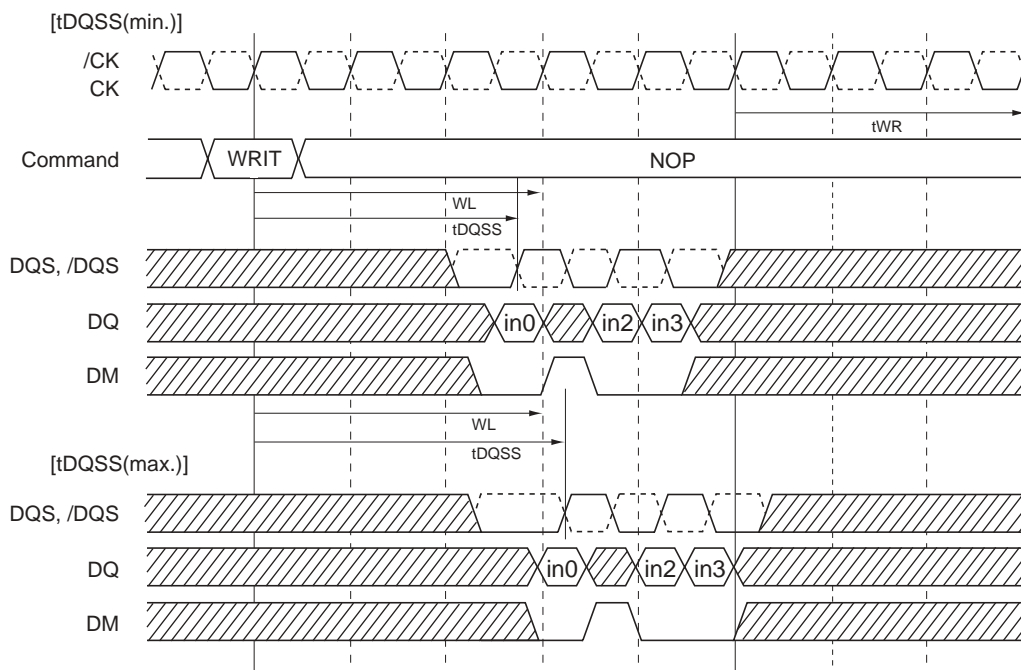 [tDQSS(min.)]
/CK
CK
tWR
Command
WRIT
NOP
WL
tDQSS
DQS, /DQS
DQ
in0
in2
in3
DM
WL
tDQSS
[tDQSS(max.)]
DQS, /DQS
DQ
in0
in2
in3
DM